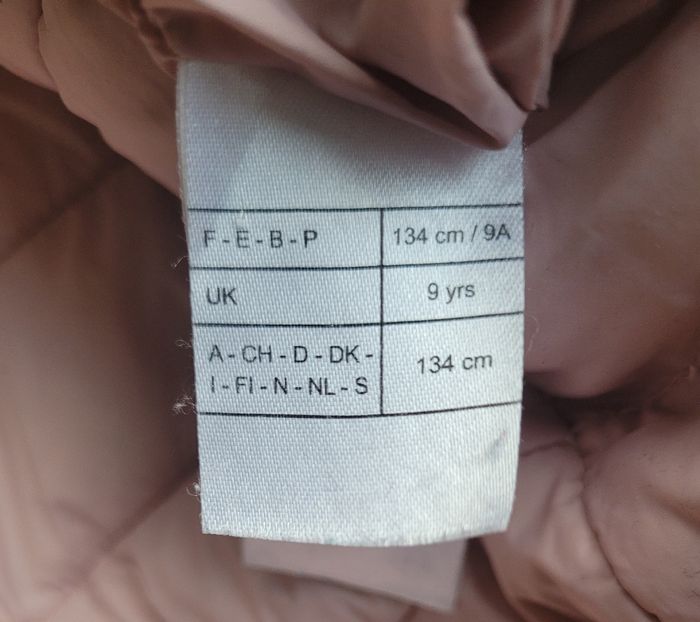 F - E - B - P 134 cm / 9A
UK 9 yrs
A - CH - D - DK -
I - FI - N - NL - S 134 cm